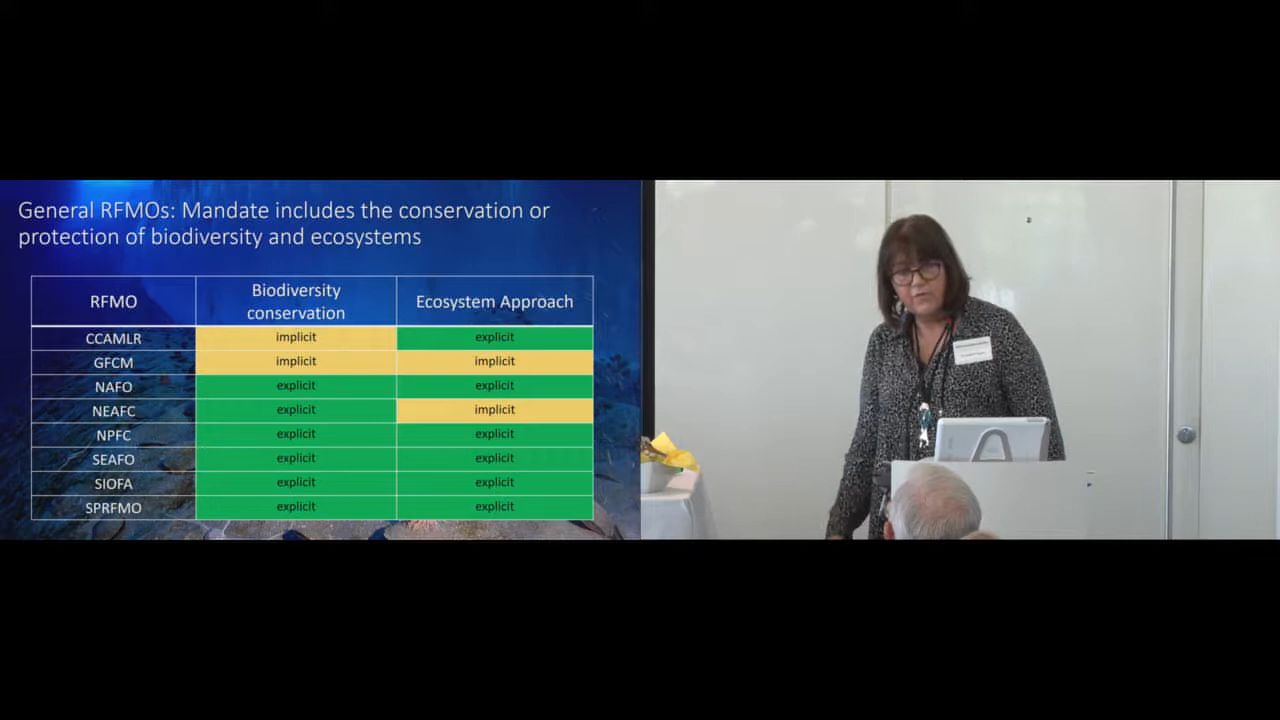 General RFMOs: Mandate includes the conservation or
protection of biodiversity and ecosystems
RFMO Biodiversity conservation Ecosystem Approach
CCAMLR implicit explicit
GFCM implicit implicit
NAFO explicit explicit
NEAFC explicit implicit
NPFC explicit explicit
SEAFO explicit explicit
SIOFA explicit explicit
SPRFMO explicit explicit